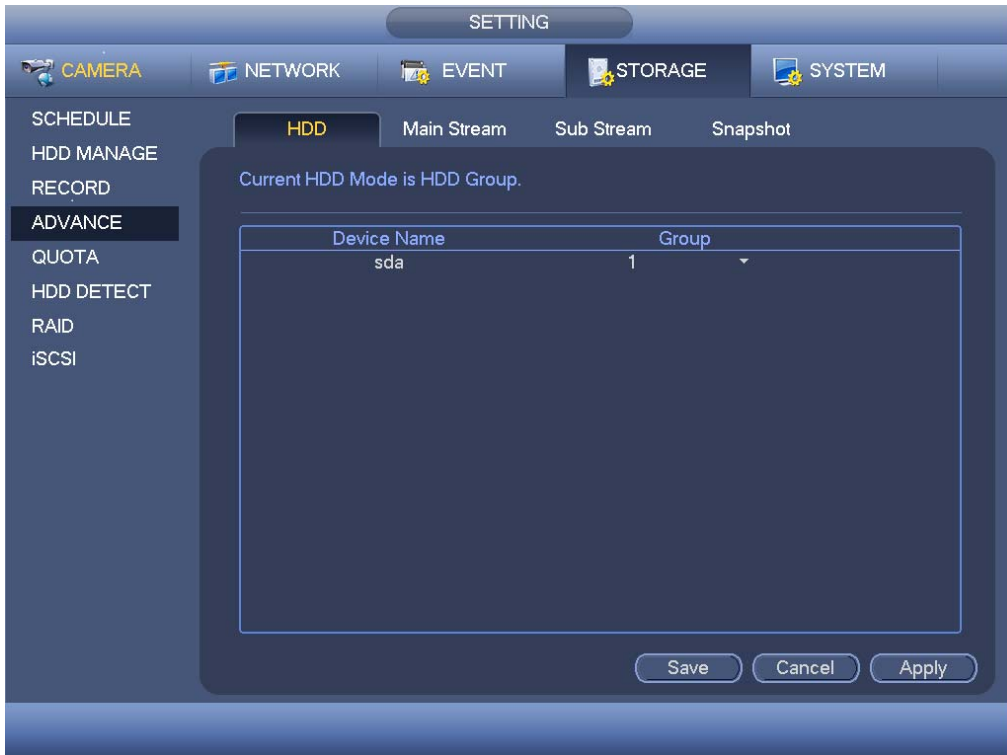 SETTING
CAMERA NETWORK EVENT STORAGE SYSTEM
SCHEDULE
HDD MANAGE
RECORD
ADVANCE
QUOTA
HDD DETECT
RAID
iSCSI
HDD Main Stream Sub Stream Snapshot
Current HDD Mode is HDD Group.
Device Name Group
sda 1
Save Cancel Apply